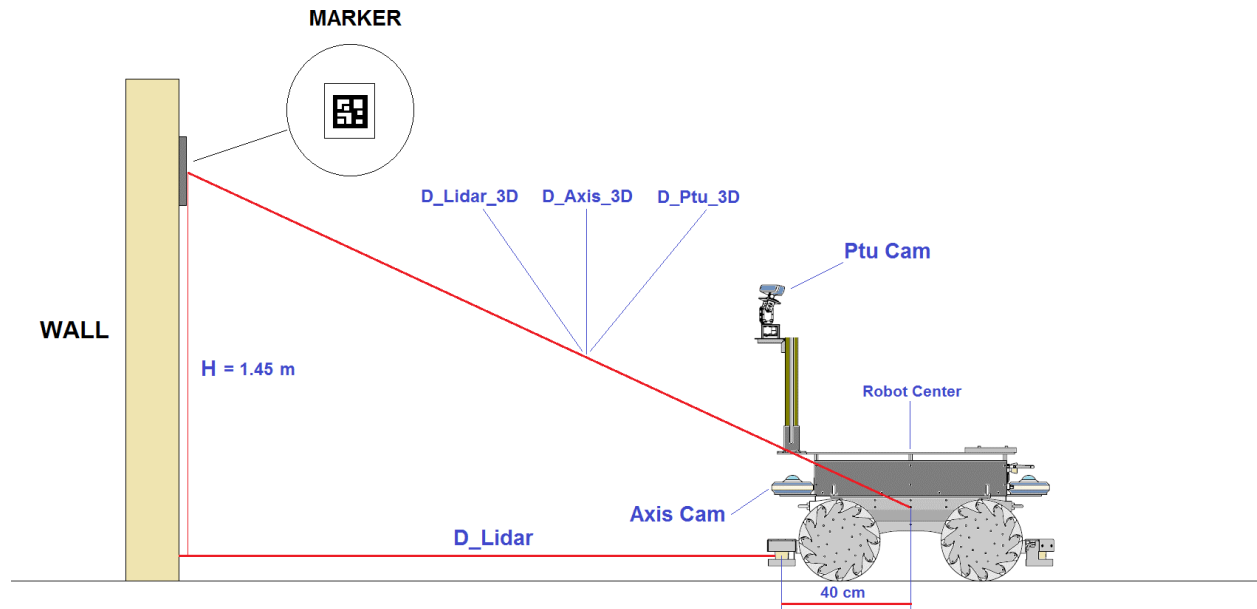 MARKER
D_Lidar_3D D_Axis_3D D_Ptu_3D
Ptu Cam
WALL
H = 1.45 m
Robot Center
Axis Cam
D_Lidar
40 cm